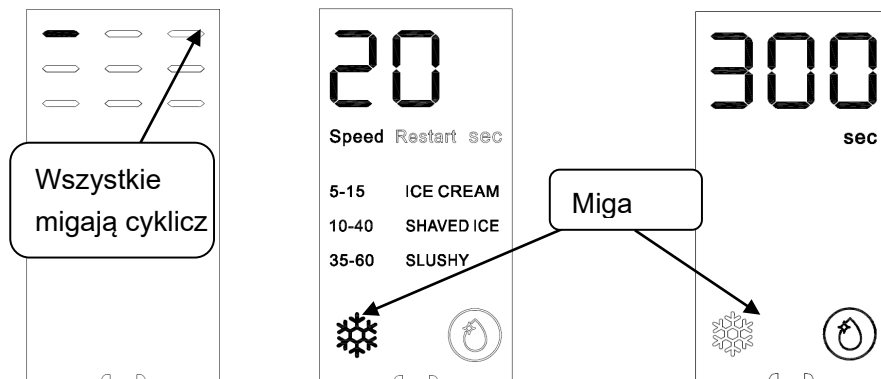 Wszystkie
migają cyklicz
20
Speed Restart sec
5-15 ICE CREAM
10-40 SHAVED ICE
35-60 SLUSHY
Miga
300
sec